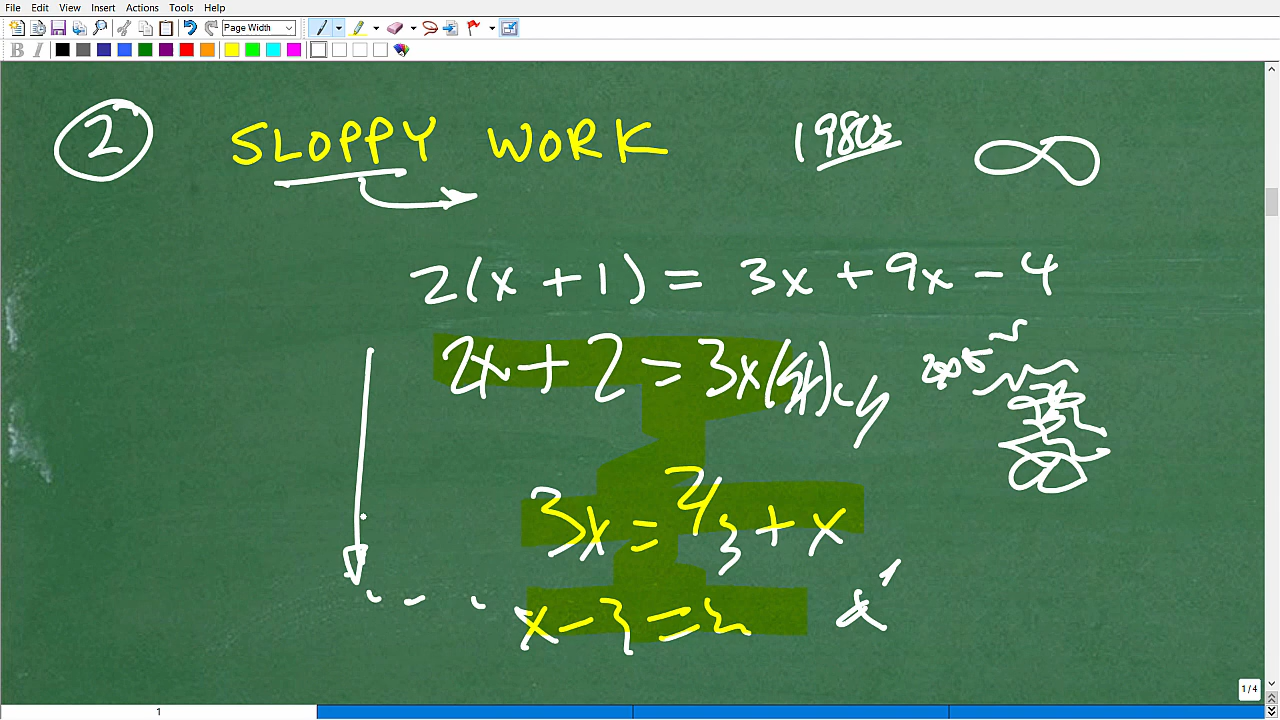 File Edit View Insert Actions Tools Help
Page Width
B I
2 SLOPPY WORK 1980s
2(x + 1) = 3x + 9x - 4
2x + 2 = 3x
3x = 2/3 + x
x - 3 =
1/4
1